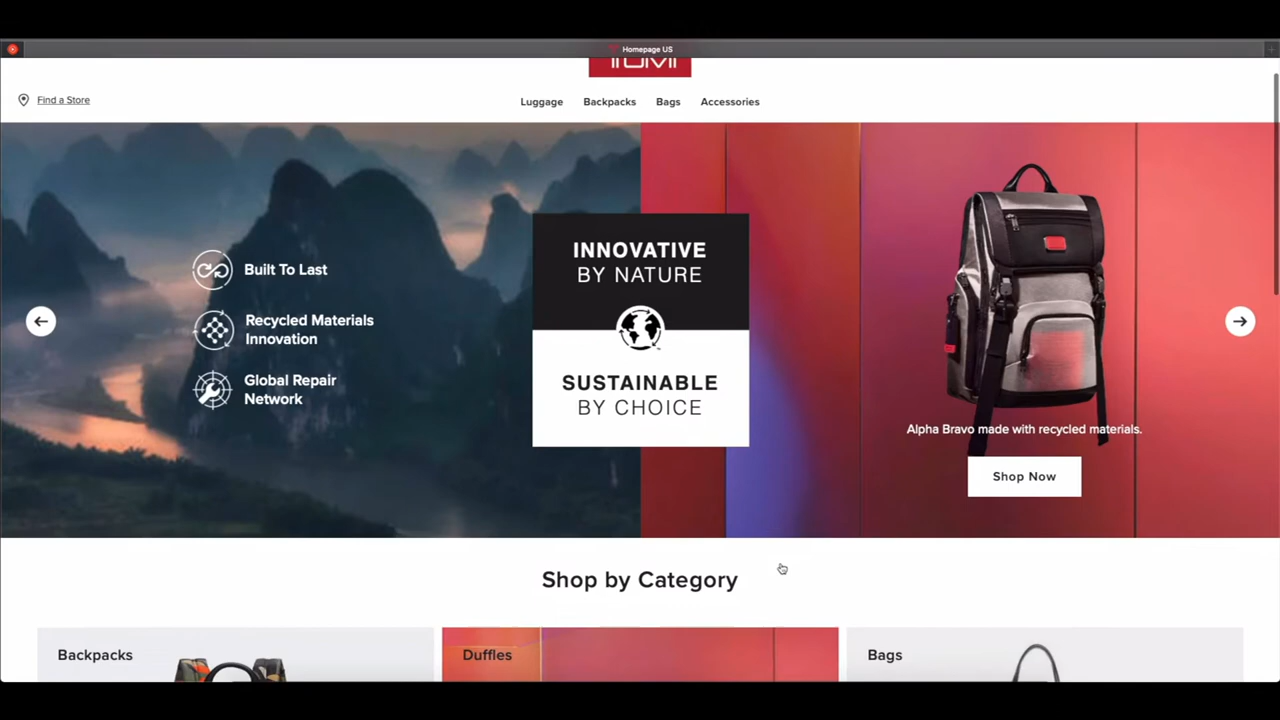 Homepage US
TUMI
Find a Store
Luggage Backpacks Bags Accessories
INNOVATIVE
BY NATURE
SUSTAINABLE
BY CHOICE
Built To Last
Recycled Materials
Innovation
Global Repair
Network
Alpha Bravo made with recycled materials.
Shop Now
Shop by Category
Backpacks
Duffles
Bags